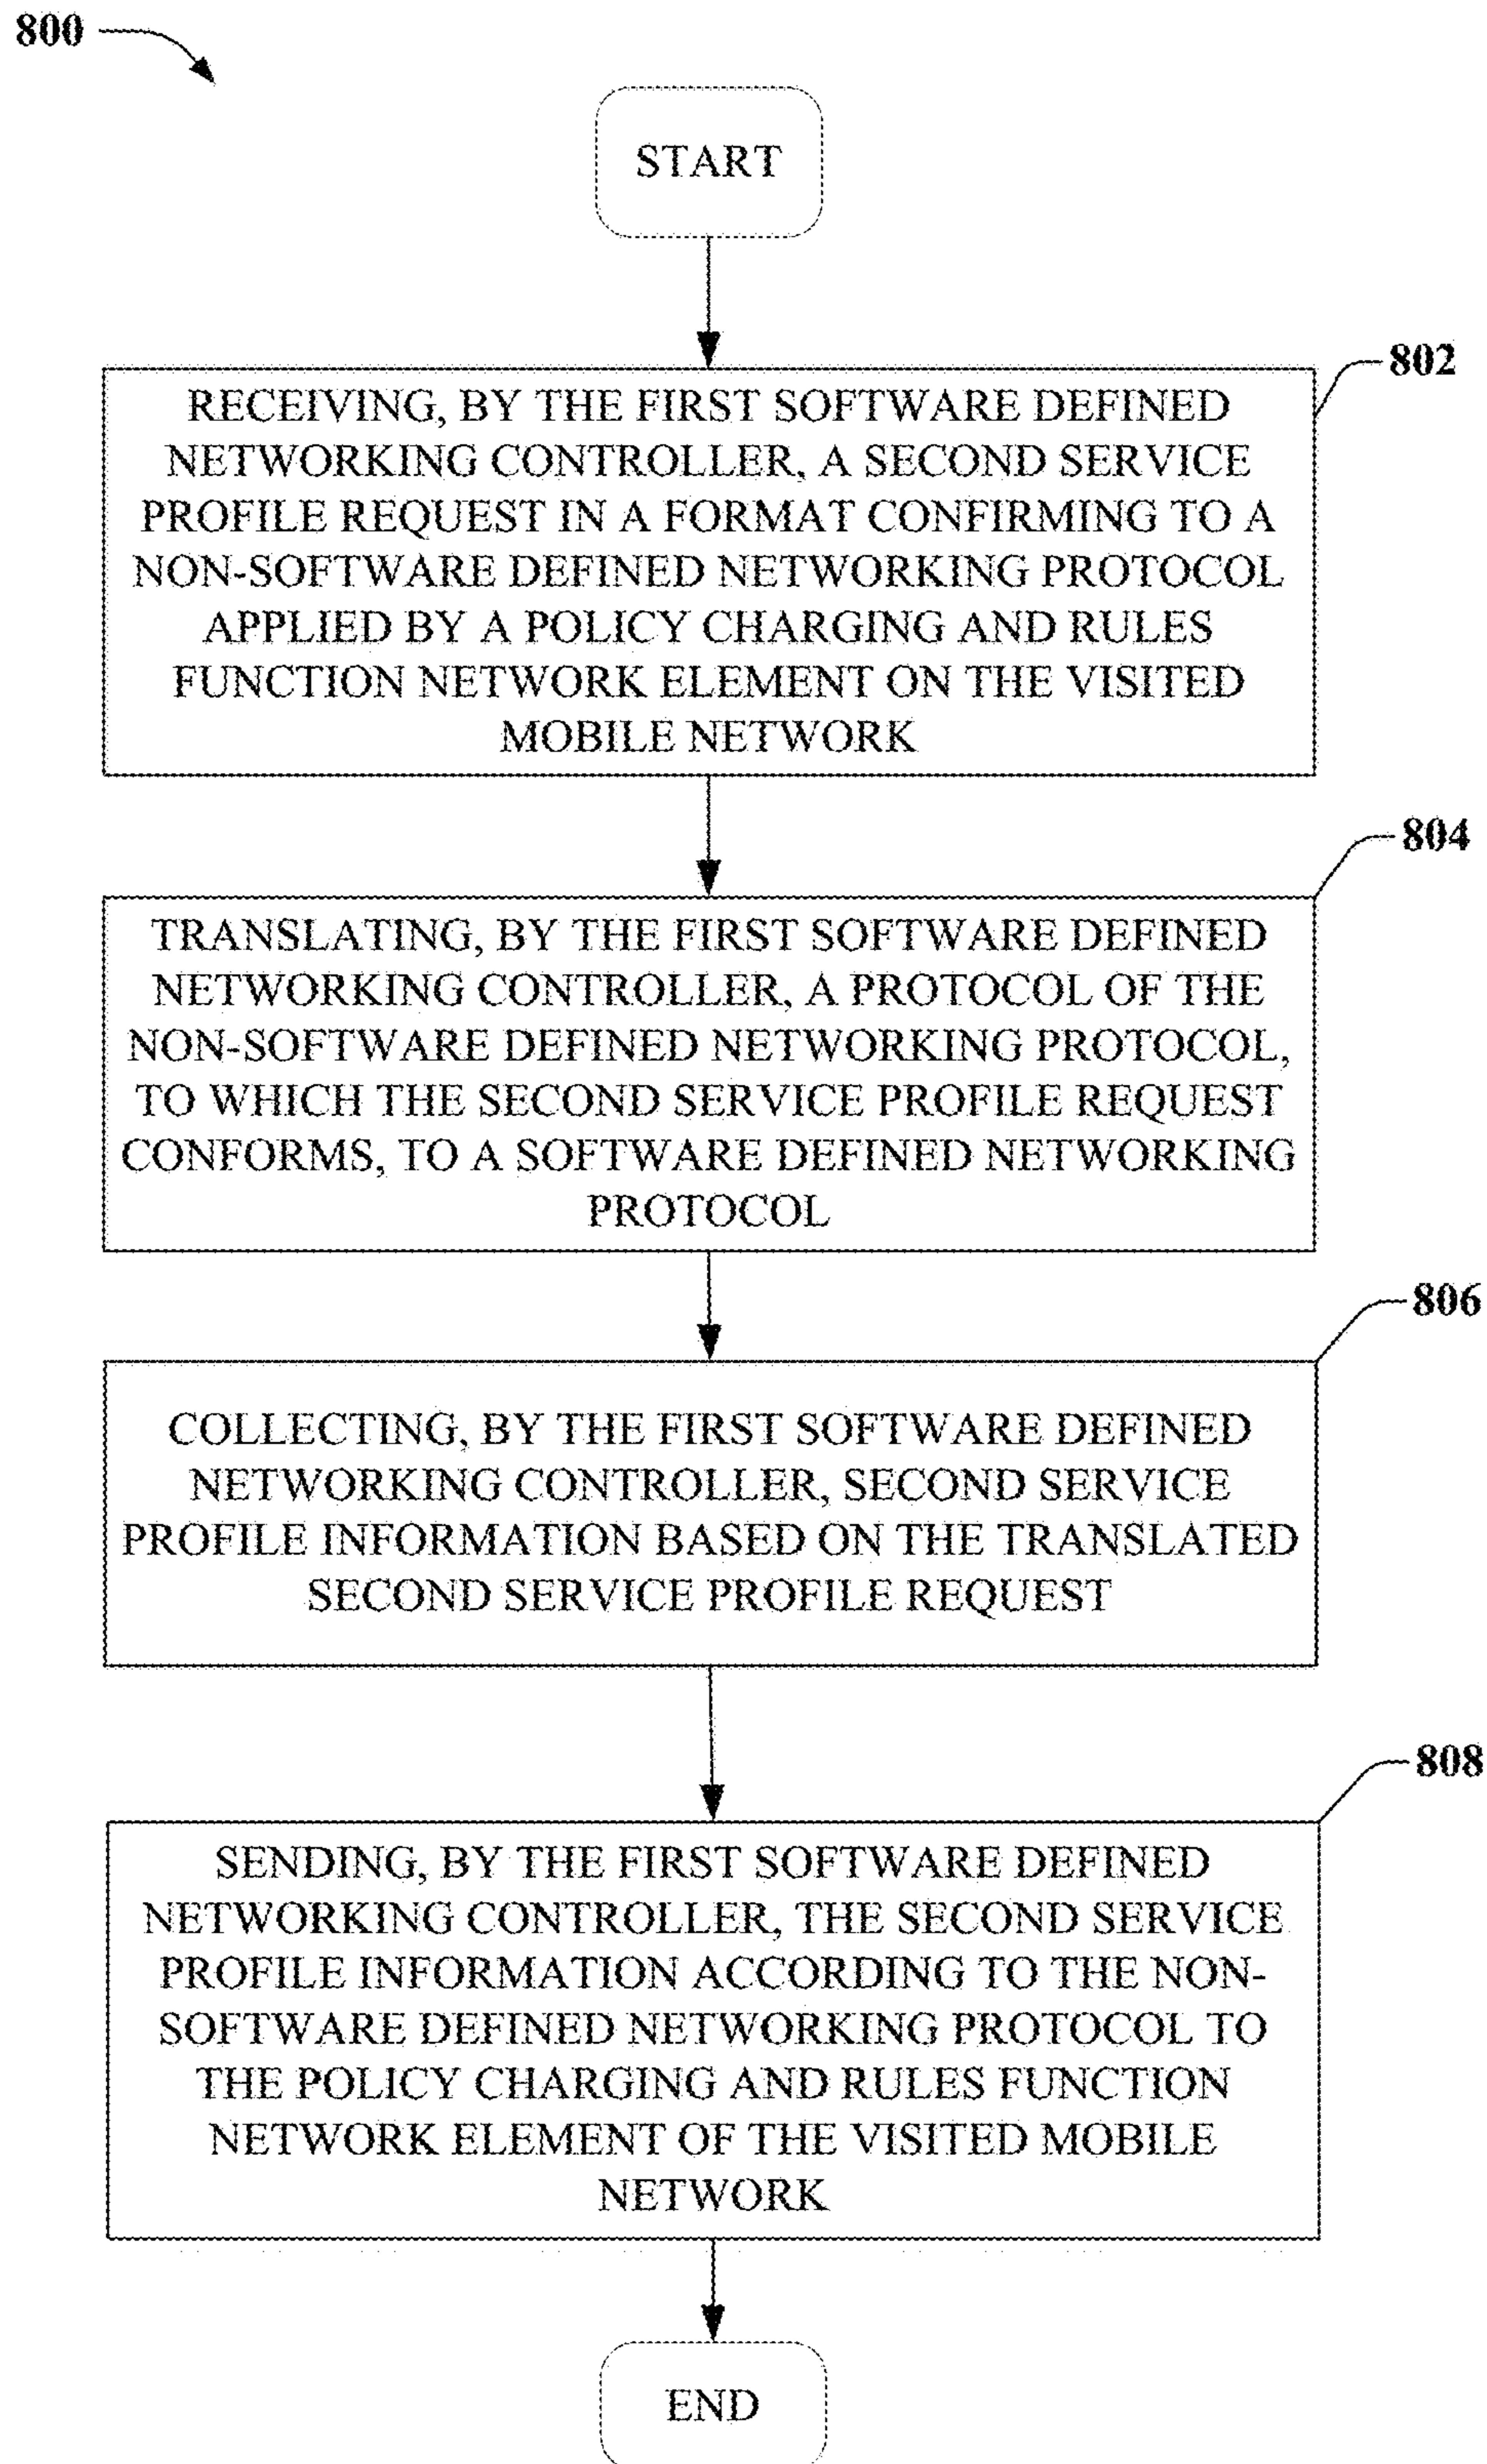 800
START
802
RECEIVING, BY THE FIRST SOFTWARE DEFINED
NETWORKING CONTROLLER, A SECOND SERVICE
PROFILE REQUEST IN A FORMAT CONFIRMING TO A
NON-SOFTWARE DEFINED NETWORKING PROTOCOL
APPLIED BY A POLICY CHARGING AND RULES
FUNCTION NETWORK ELEMENT ON THE VISITED
MOBILE NETWORK
804
TRANSLATING, BY THE FIRST SOFTWARE DEFINED
NETWORKING CONTROLLER, A PROTOCOL OF THE
NON-SOFTWARE DEFINED NETWORKING PROTOCOL,
TO WHICH THE SECOND SERVICE PROFILE REQUEST
CONFORMS, TO A SOFTWARE DEFINED NETWORKING
PROTOCOL
806
COLLECTING, BY THE FIRST SOFTWARE DEFINED
NETWORKING CONTROLLER, SECOND SERVICE
PROFILE INFORMATION BASED ON THE TRANSLATED
SECOND SERVICE PROFILE REQUEST
808
SENDING, BY THE FIRST SOFTWARE DEFINED
NETWORKING CONTROLLER, THE SECOND SERVICE
PROFILE INFORMATION ACCORDING TO THE NON-
SOFTWARE DEFINED NETWORKING PROTOCOL TO
THE POLICY CHARGING AND RULES FUNCTION
NETWORK ELEMENT OF THE VISITED MOBILE
NETWORK
END